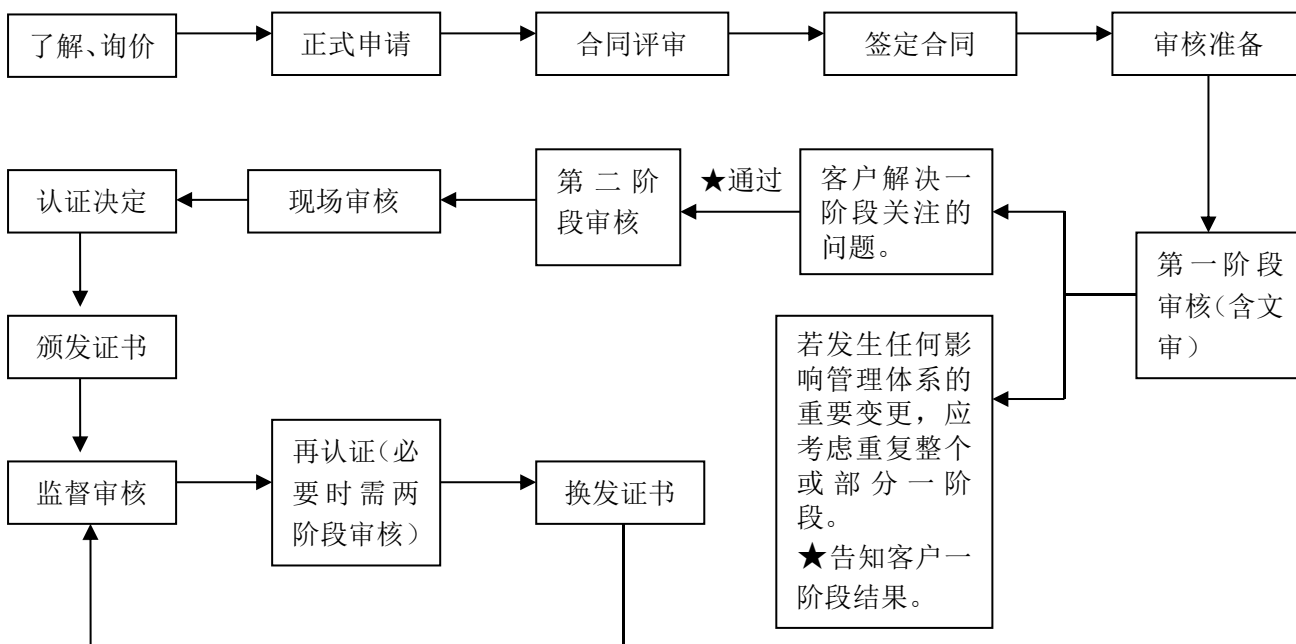 了解、询价
正式申请
合同评审
签定合同
审核准备
认证决定
现场审核
第二阶
段审核
★通过
客户解决一
阶段关注的
问题。
第一阶段
审核（含文
审）
颁发证书
若发生任何影
响管理体系的
重要变更，应
考虑重复整个
或部分一阶
段。
★告知客户一
阶段结果。
监督审核
再认证（必
要时需两
阶段审核）
换发证书